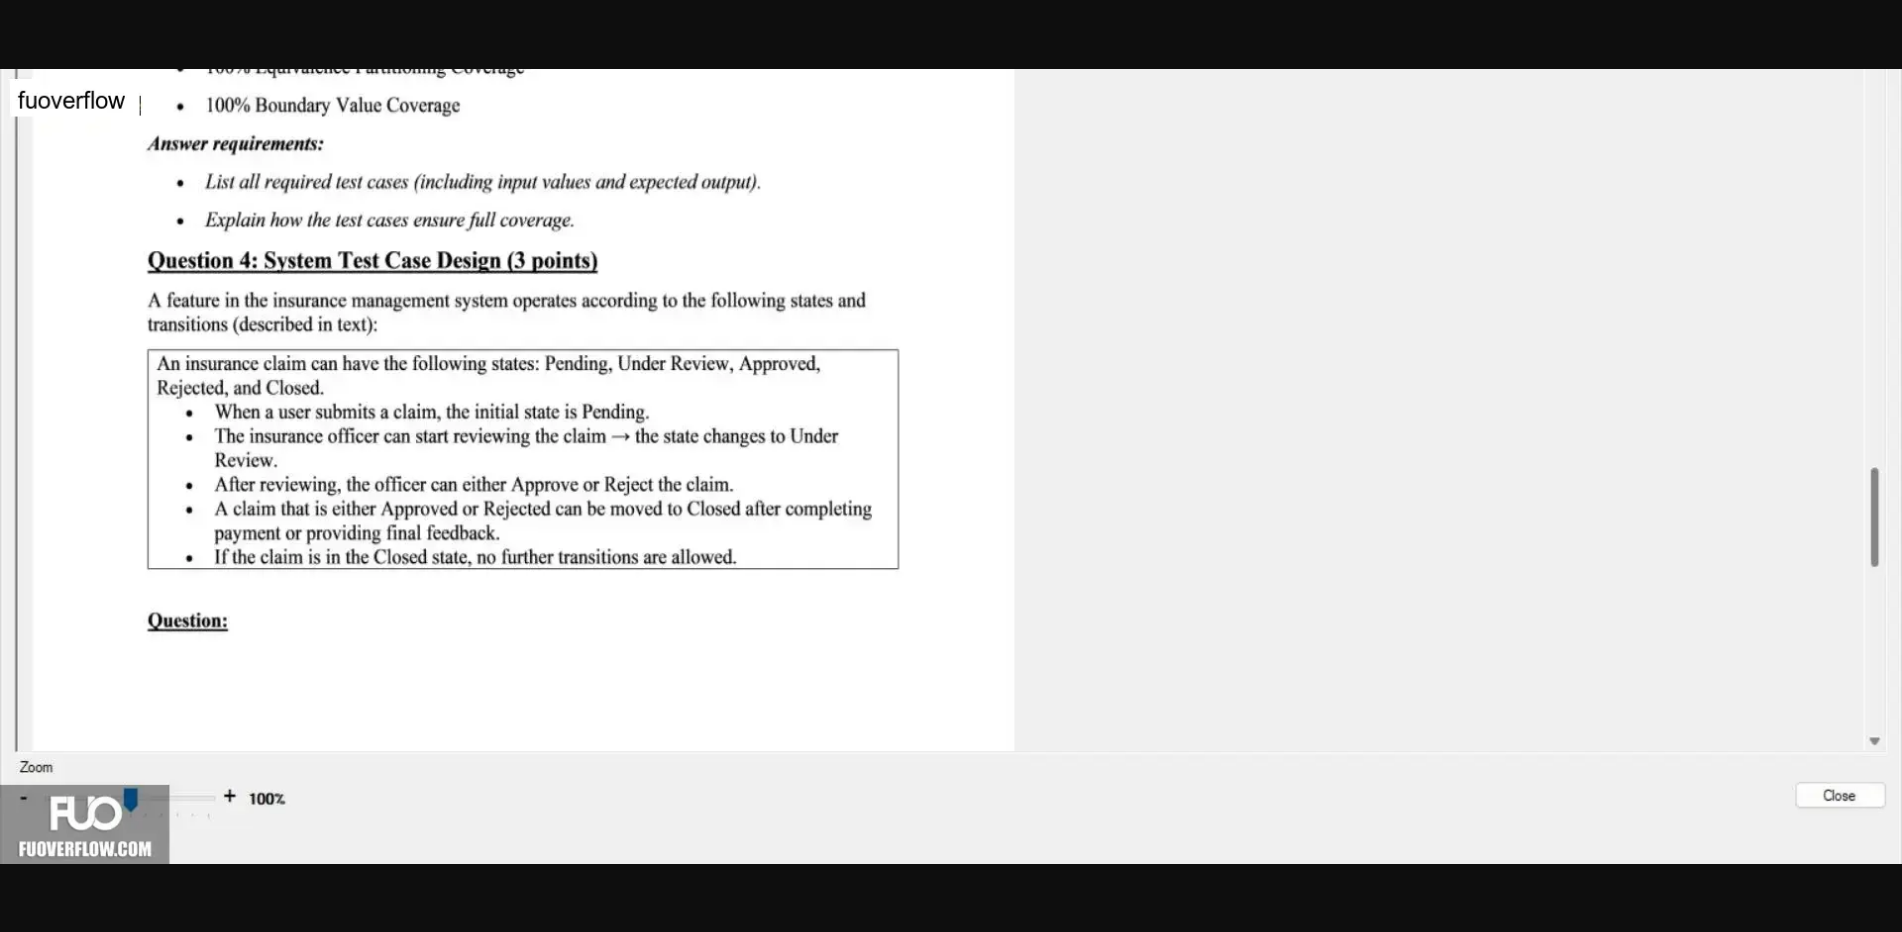 100% Equivalence Partitioning Coverage
fuoverflow
100% Boundary Value Coverage
Answer requirements:
List all required test cases (including input values and expected output).
Explain how the test cases ensure full coverage.
Question 4: System Test Case Design (3 points)
A feature in the insurance management system operates according to the following states and
transitions (described in text):
An insurance claim can have the following states: Pending, Under Review, Approved,
Rejected, and Closed.
When a user submits a claim, the initial state is Pending.
The insurance officer can start reviewing the claim → the state changes to Under
Review.
After reviewing, the officer can either Approve or Reject the claim.
A claim that is either Approved or Rejected can be moved to Closed after completing
payment or providing final feedback.
If the claim is in the Closed state, no further transitions are allowed.
Question:
Zoom
- + 100%
Close
FUO
FUOVERFLOW.COM